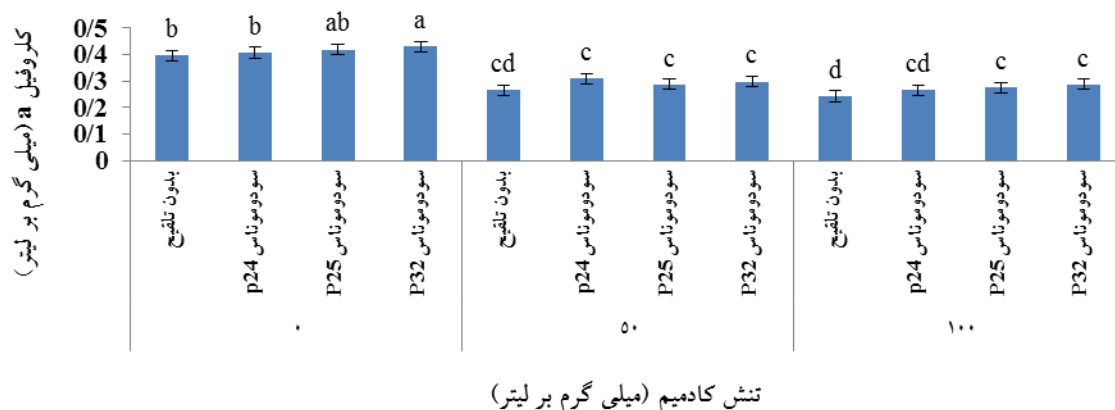 کلروفیل a (میلی گرم بر لیتر)
0/5
0/4
0/3
0/2
0/1
0
b
b
ab
a
cd
c
c
c
d
cd
c
c
بدون تلقیح
سودوموناس p24
سودوموناس P25
سودوموناس P32
بدون تلقیح
سودوموناس p24
سودوموناس P25
سودوموناس P32
بدون تلقیح
سودوموناس p24
سودوموناس P25
سودوموناس P32
۰
۵۰
۱۰۰
تنش کادمیم (میلی گرم بر لیتر)